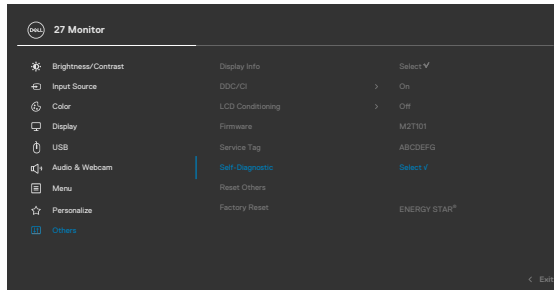 DELL 27 Monitor
Brightness/Contrast Display Info Select √
Input Source DDC/CI > On
Color LCD Conditioning > Off
Display Firmware M2T101
USB Service Tag ABCDEFG
Audio & Webcam Self-Diagnostic Select √
Menu Reset Others
Personalize Factory Reset ENERGY STAR®
Others
< Exit